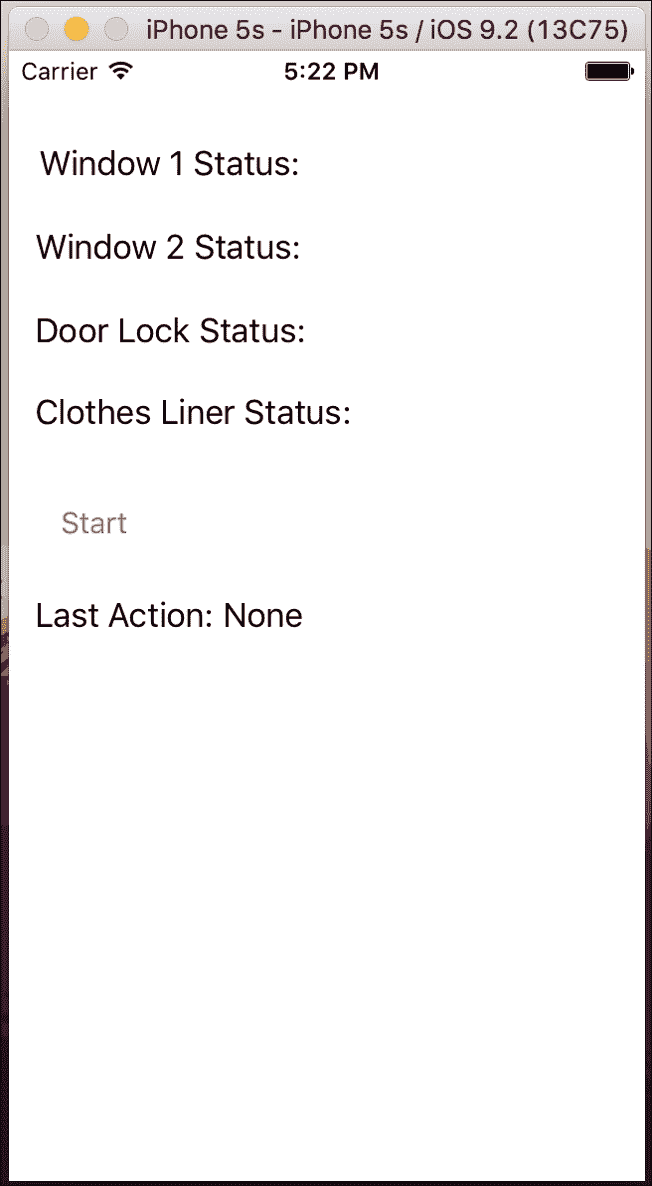 iPhone 5s - iPhone 5s / iOS 9.2 (13C75)
Carrier 5:22 PM
Window 1 Status:
Window 2 Status:
Door Lock Status:
Clothes Liner Status:
Start
Last Action: None